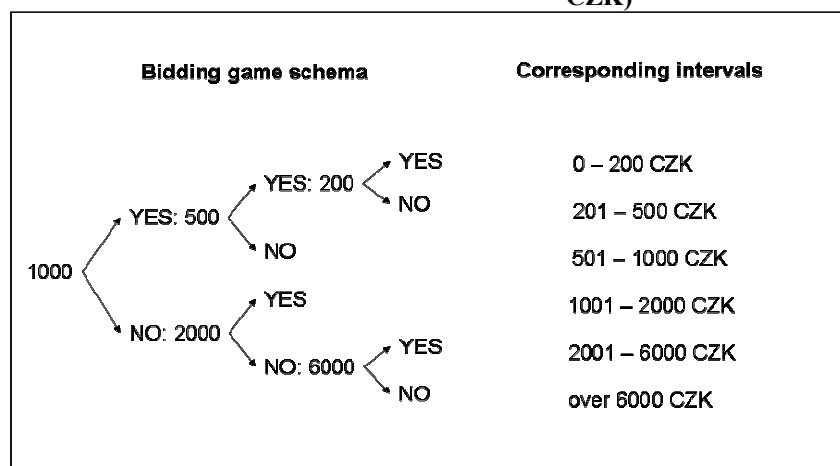 CZK)
Bidding game schema Corresponding intervals
YES 0 – 200 CZK
YES: 200
NO 201 – 500 CZK
YES: 500
NO 501 – 1000 CZK
1000
YES 1001 – 2000 CZK
NO: 2000
YES 2001 – 6000 CZK
NO: 6000
NO over 6000 CZK